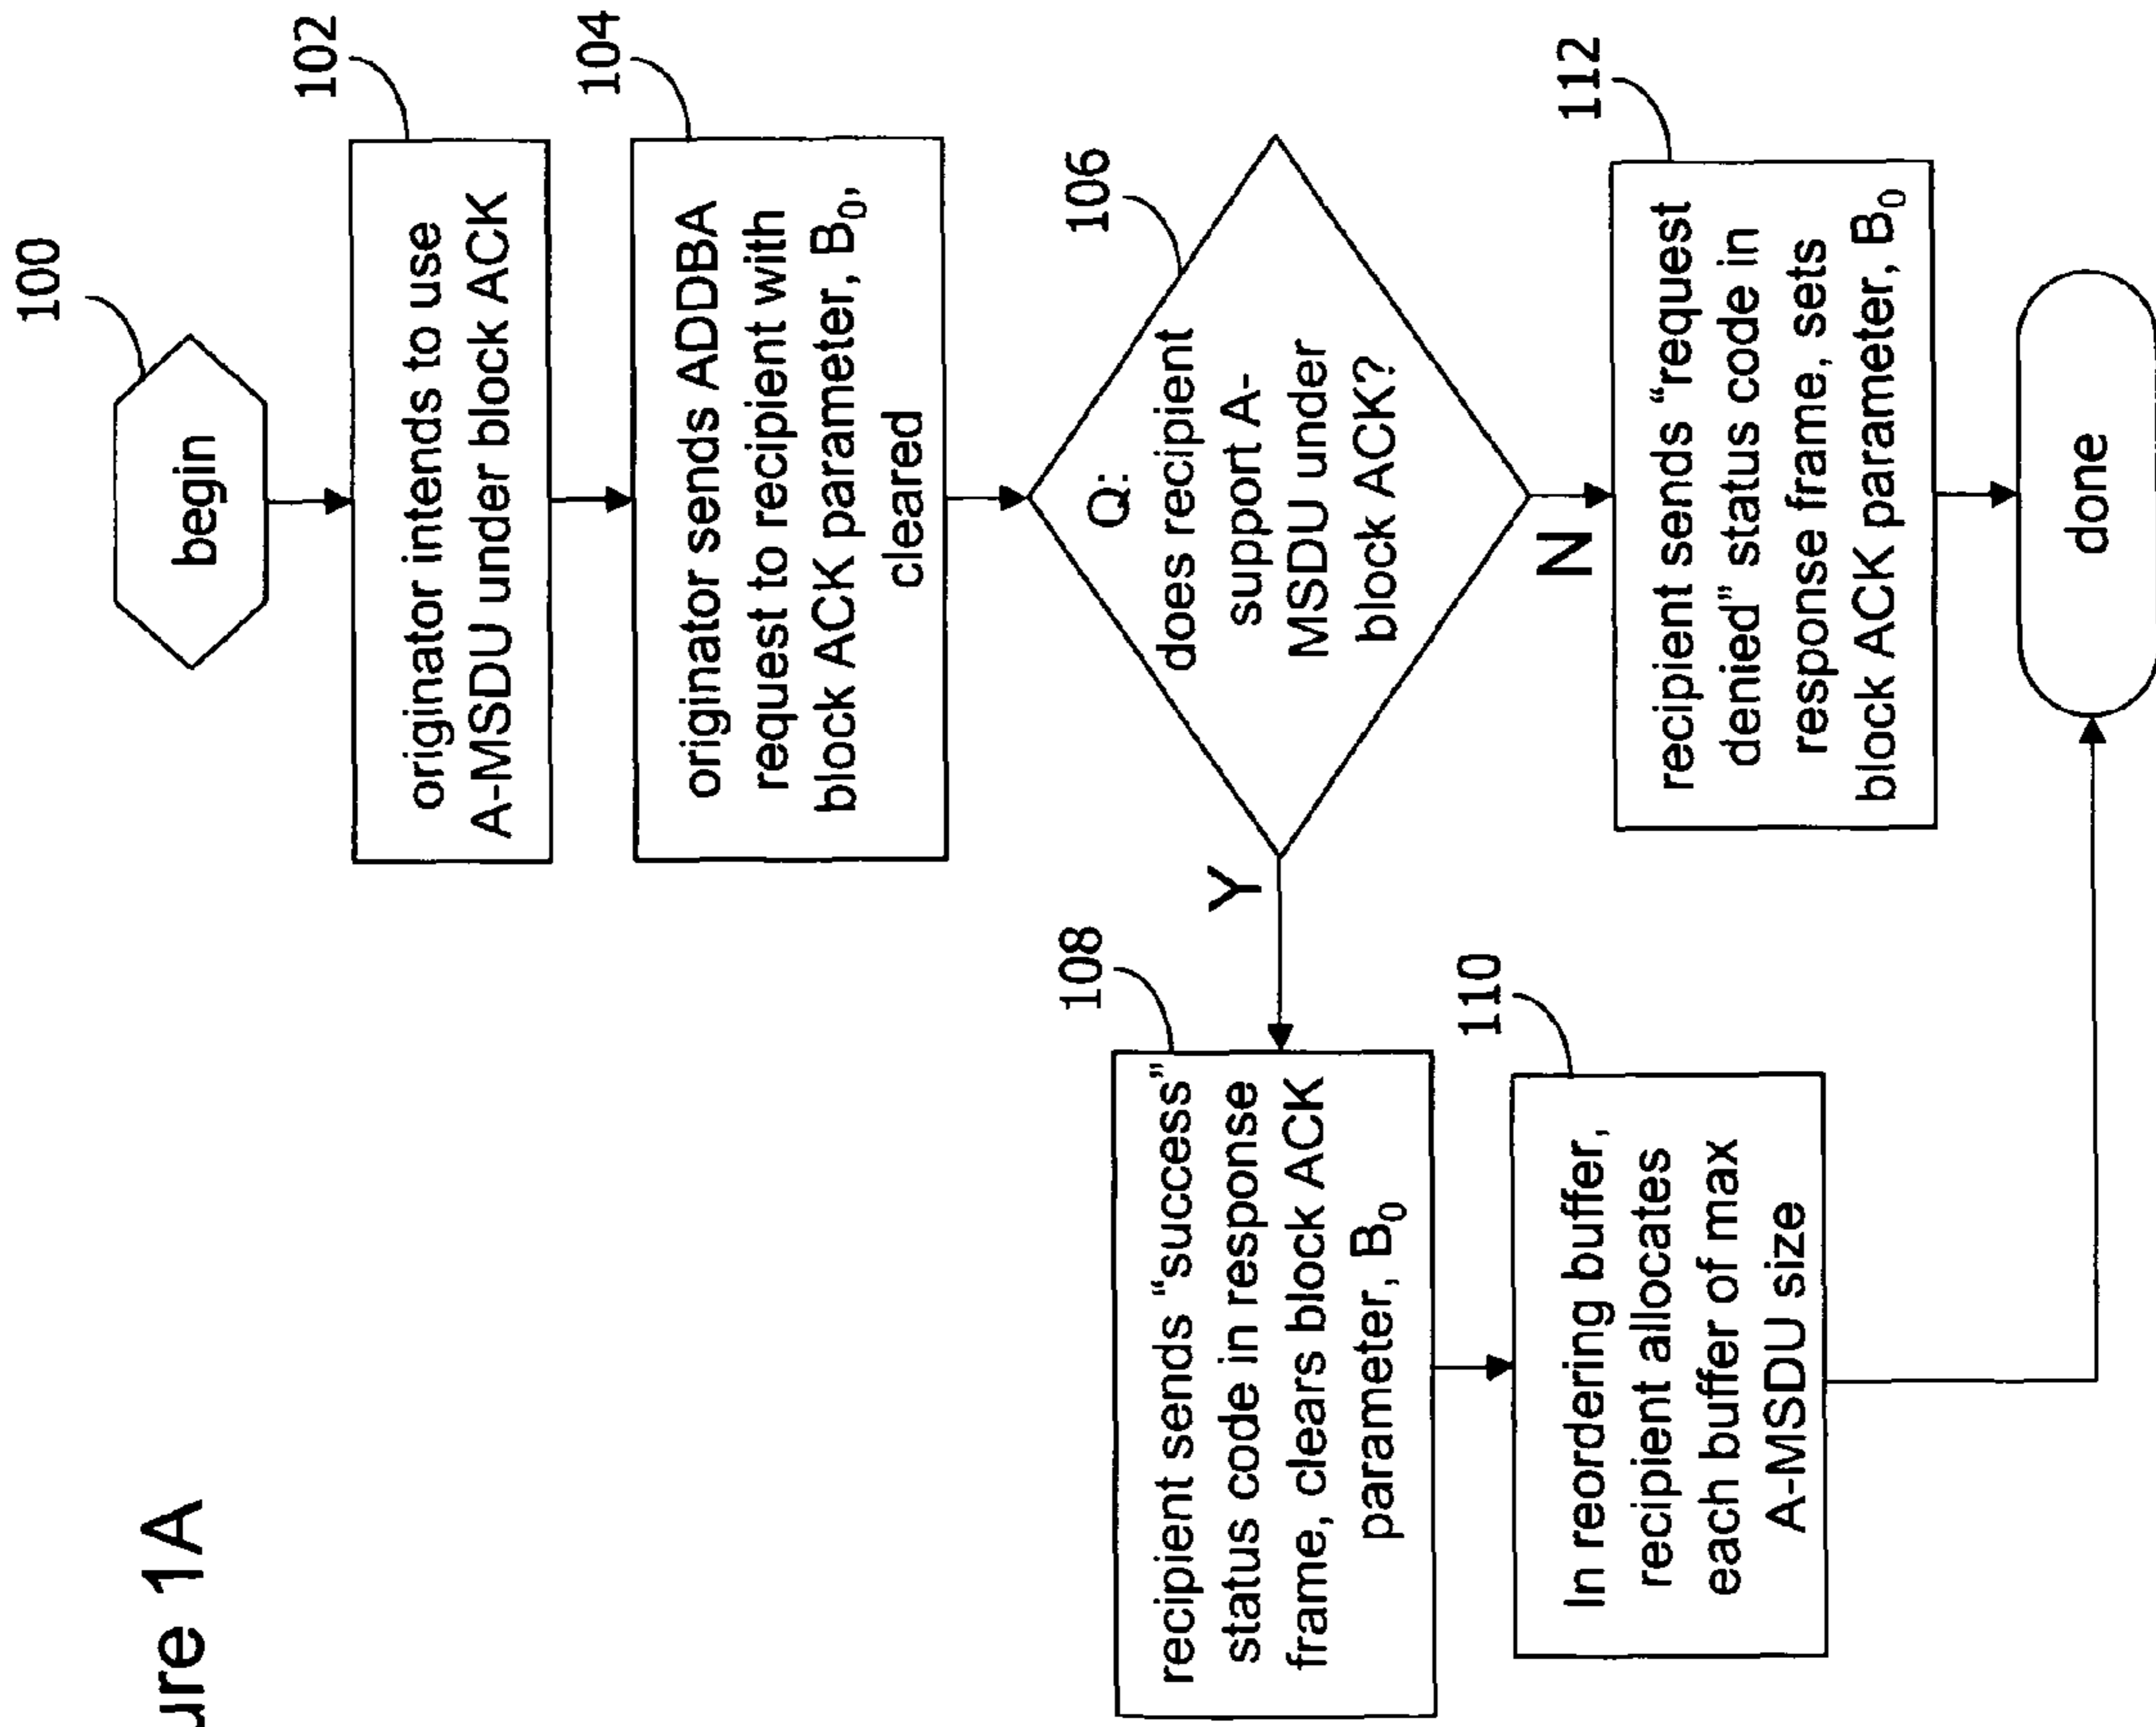 ure 1A
100
begin
102
originator intends to use
A-MSDU under block ACK
104
originator sends ADDBA
request to recipient with
block ACK parameter, B₀,
cleared
106
Q:
does recipient
support A-
MSDU under
block ACK?
Y
N
108
recipient sends “success”
status code in response
frame, clears block ACK
parameter, B₀
110
In reordering buffer,
recipient allocates
each buffer of max
A-MSDU size
112
recipient sends “request
denied” status code in
response frame, sets
block ACK parameter, B₀
done